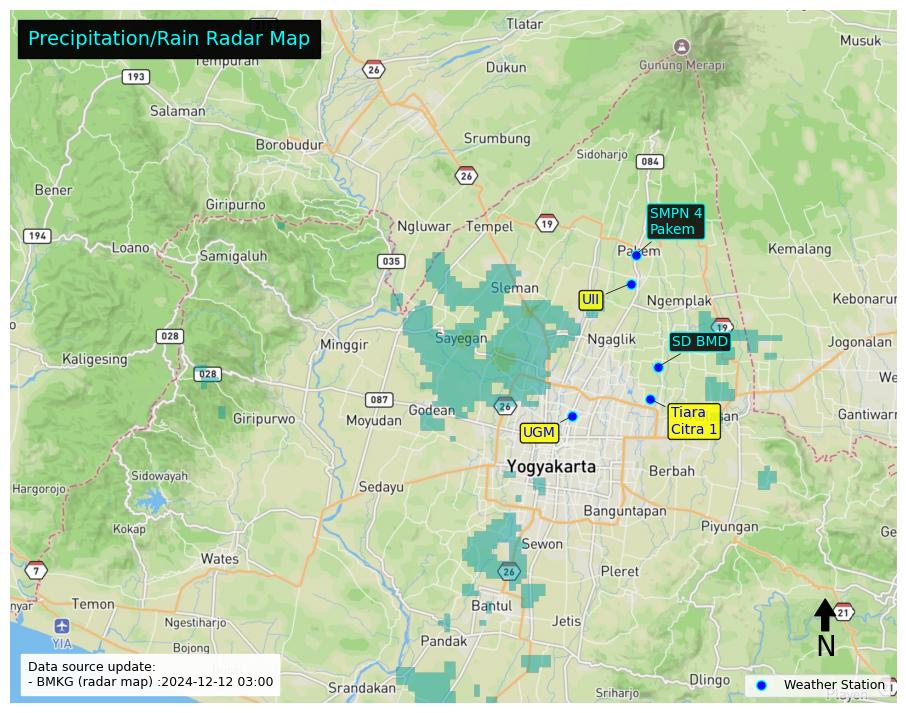 Precipitation/Rain Radar Map
Tlatar
Musuk
Gunung Merapi
Tempuran
26
Dukun
193
Salaman
Srumbung
Borobudur
Sidoharjo
084
26
Bener
Giripurno
SMPN 4
Pakem
194
Ngluwar
Tempel
19
Loano
Samigaluh
035
Pakem
Kemalang
Sleman
UII
Ngemplak
19
028
Minggir
Sayegan
Ngaglik
SD BMD
Jogonalan
Kaligesing
028
087
Godean
26
Giripurwo
Moyudan
UGM
Tiara
Citra 1
Yogyakarta
Sidowayah
Berbah
Hargorojo
Sedayu
Kokap
Banguntapan
Piyungan
Sewon
Wates
7
26
Pleret
Temon
Bantul
21
Ngestiharjo
Jetis
YIA
Bojong
Pandak
N
Data source update:
- BMKG (radar map) :2024-12-12 03:00
Srandakan
Sriharjo
Dlingo
Weather Station